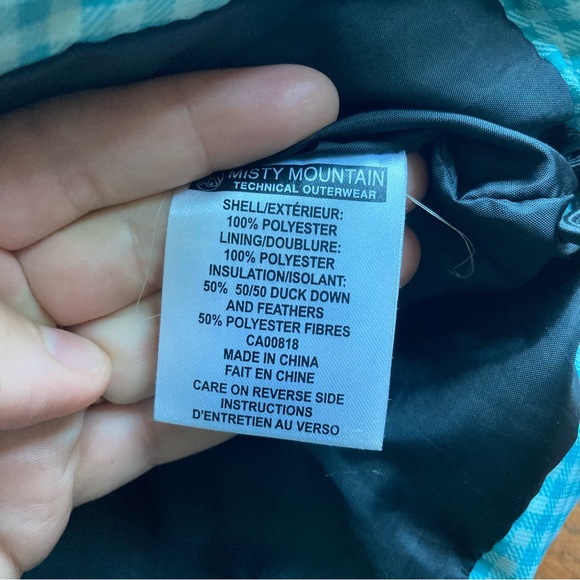 MISTY MOUNTAIN
TECHNICAL OUTERWEAR
SHELL/EXTÉRIEUR:
100% POLYESTER
LINING/DOUBLURE:
100% POLYESTER
INSULATION/ISOLANT:
50% 50/50 DUCK DOWN
AND FEATHERS
50% POLYESTER FIBRES
CA00818
MADE IN CHINA
FAIT EN CHINE
CARE ON REVERSE SIDE
INSTRUCTIONS
D'ENTRETIEN AU VERSO